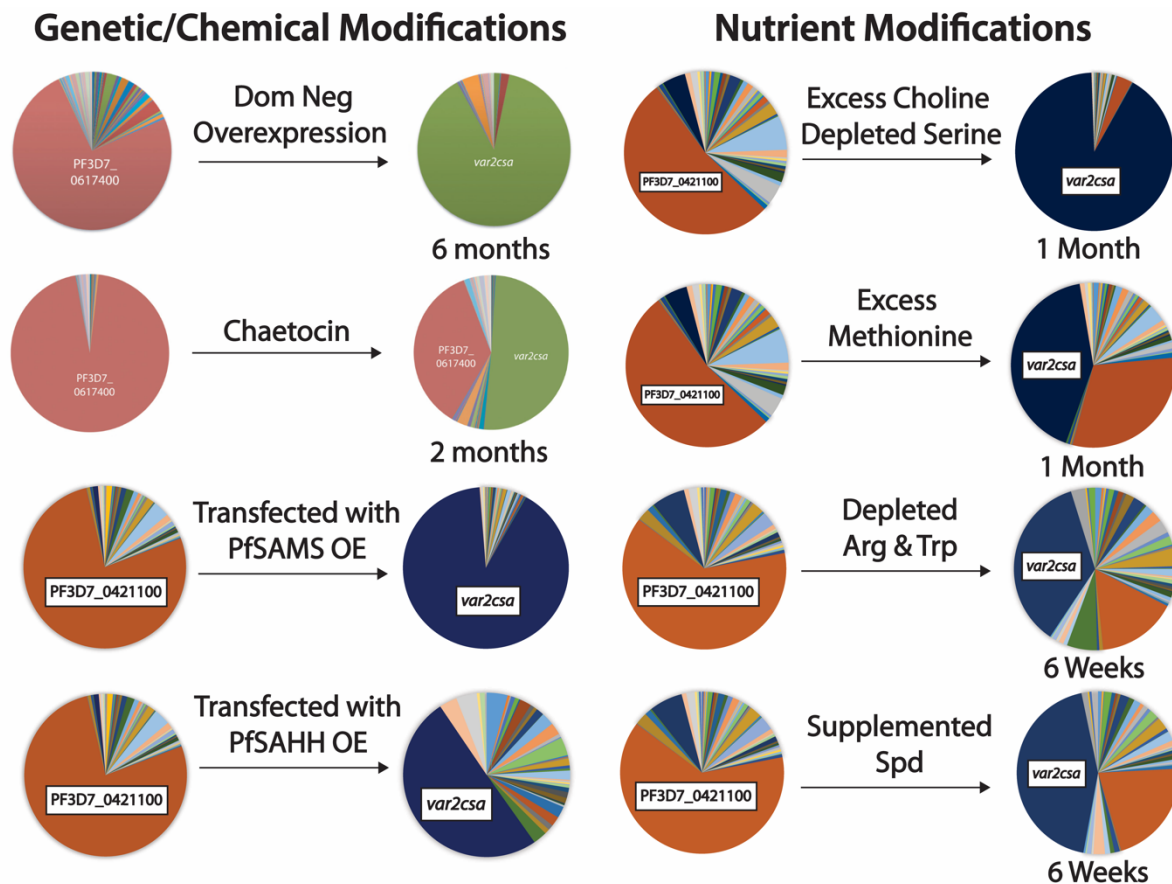 Genetic/Chemical Modifications
Dom Neg
Overexpression
PF3D7_
0617400
var2csa
6 months
Chaetocin
PF3D7_
0617400
PF3D7_
0617400
var2csa
2 months
Transfected with
PfSAMS OE
PF3D7_0421100
var2csa
Transfected with
PfSAHH OE
PF3D7_0421100
var2csa
Nutrient Modifications
Excess Choline
Depleted Serine
PF3D7_0421100
var2csa
1 Month
Excess
Methionine
PF3D7_0421100
var2csa
1 Month
Depleted
Arg & Trp
PF3D7_0421100
var2csa
6 Weeks
Supplemented
Spd
PF3D7_0421100
var2csa
6 Weeks